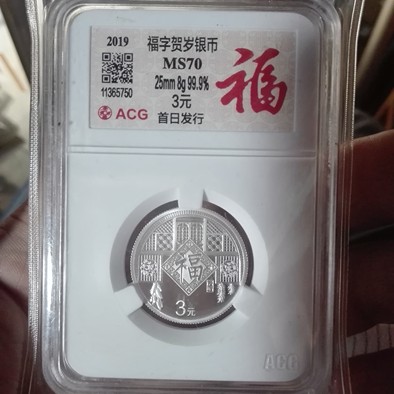 2019
福字贺岁银币
MS70
25mm 8g 99.9%
11365750
3元
ACG
首日发行
福
福
3元
ACG